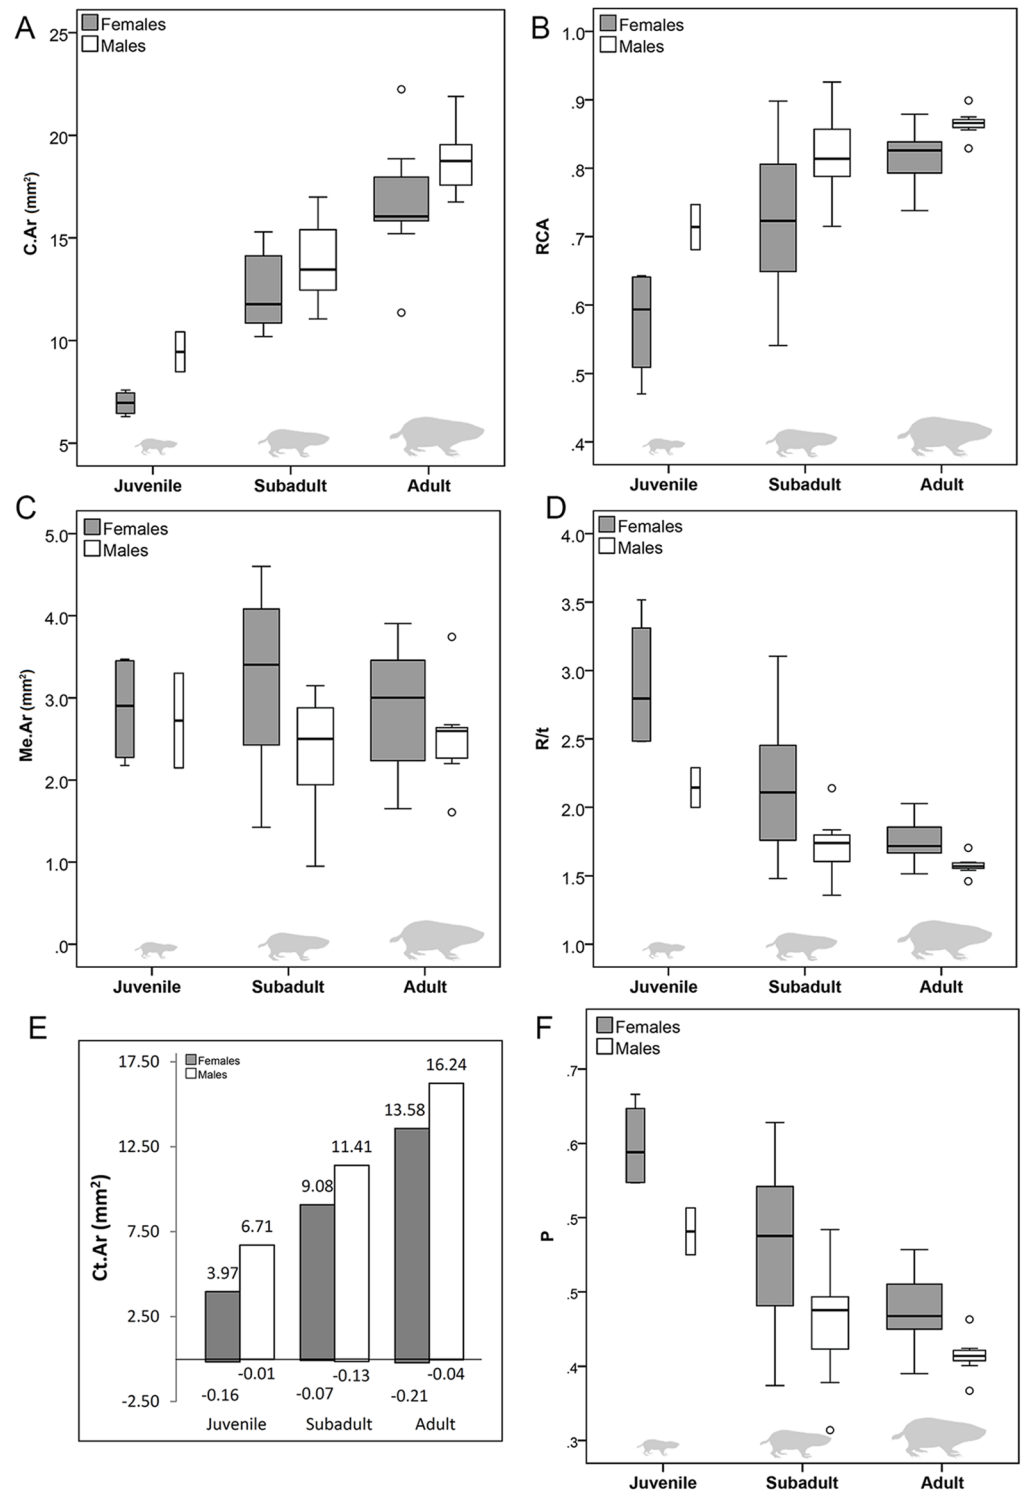 A
Females
Males
25
20
15
10
5
C.Ar (mm²)
Juvenile Subadult Adult
B
Females
Males
1.0
.9
.8
.7
.6
.5
.4
RCA
Juvenile Subadult Adult
C
Females
Males
5.0
4.0
3.0
2.0
1.0
.0
Me.Ar (mm²)
Juvenile Subadult Adult
D
Females
Males
4.0
3.5
3.0
2.5
2.0
1.5
1.0
R/t
Juvenile Subadult Adult
E
Females
Males
17.50
12.50
7.50
2.50
-2.50
Ct.Ar (mm²)
3.97
6.71
9.08
11.41
13.58
16.24
-0.16
-0.01
-0.07
-0.13
-0.21
-0.04
Juvenile Subadult Adult
F
Females
Males
.7
.6
.5
.5
.4
.3
P
Juvenile Subadult Adult